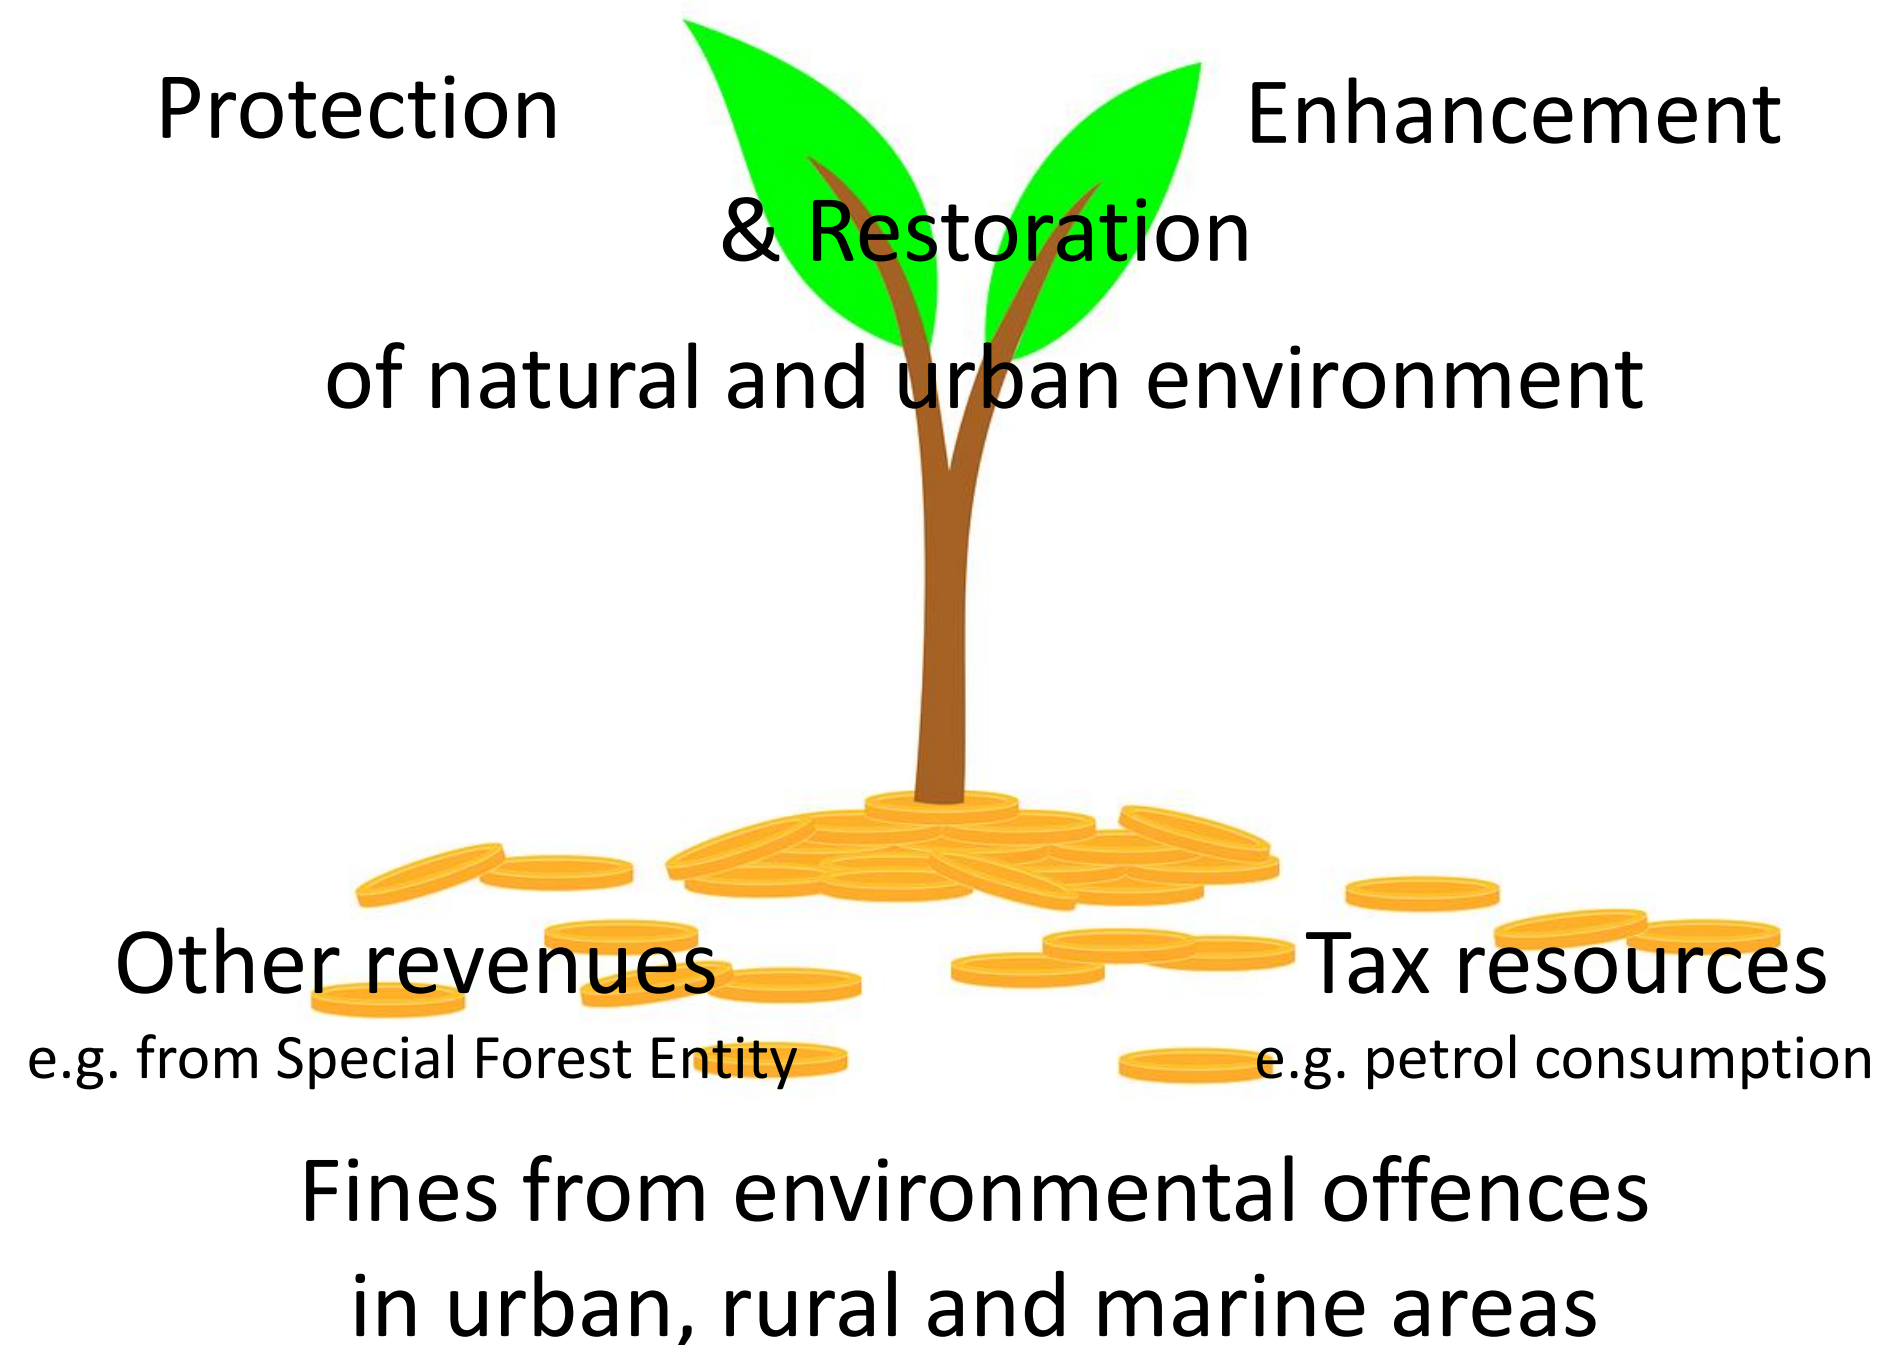 Protection
Enhancement
& Restoration
of natural and urban environment
Other revenues
Tax resources
e.g. from Special Forest Entity
e.g. petrol consumption
Fines from environmental offences
in urban, rural and marine areas